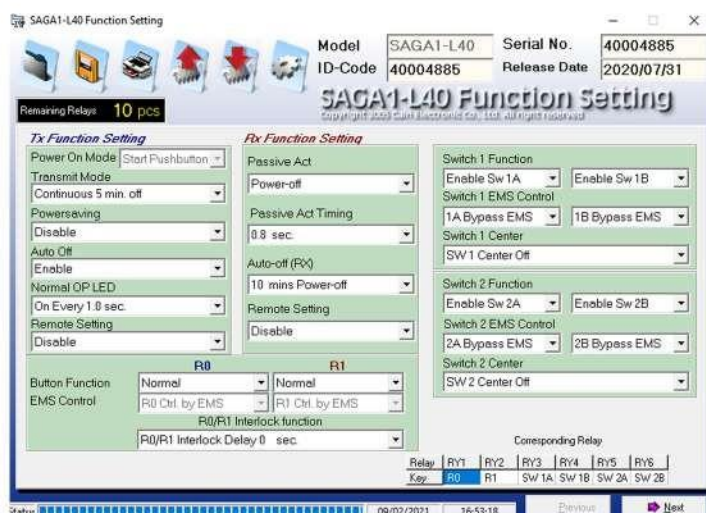 SAGA1-L40 Function Setting
Model SAGA1-L40 Serial No. 40004885
ID-Code 40004885 Release Date 2020/07/31
Remaining Relays 10 pcs
SAGA1-L40 Function Setting
Tx Function Setting
Power On Mode Start Pushbutton
Transmit Mode
Continuous 5 min. off
Powersaving
Disable
Auto Off
Enable
Normal OP LED
On Every 1.0 sec.
Remote Setting
Disable
Rx Function Setting
Passive Act
Power-off
Passive Act Timing
0.8 sec.
Auto-off (RX)
10 mins Power-off
Remote Setting
Disable
Switch 1 Function
Enable Sw 1A Enable Sw 1B
Switch 1 EMS Control
1A Bypass EMS 1B Bypass EMS
Switch 1 Center
SW 1 Center Off
Switch 2 Function
Enable Sw 2A Enable Sw 2B
Switch 2 EMS Control
2A Bypass EMS 2B Bypass EMS
Switch 2 Center
SW 2 Center Off
R0 R1
Button Function Normal Normal
EMS Control R0 Ctrl. by EMS R1 Ctrl. by EMS
R0/R1 Interlock function
R0/R1 Interlock Delay 0 sec.
Corresponding Relay
Relay RY1 RY2 RY3 RY4 RY5 RY6
Key R0 R1 SW 1A SW 1B SW 2A SW 2B
Status 09/02/2021 16:53:18 Previous Next